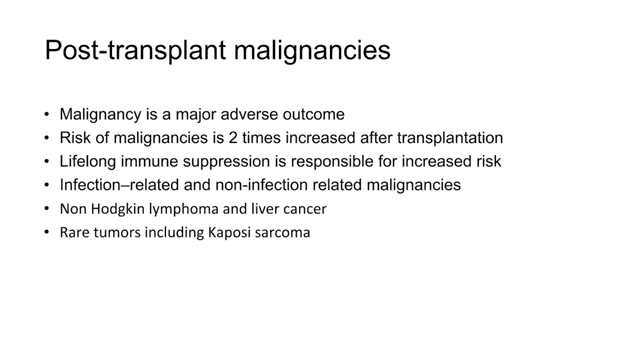 Post-transplant malignancies
• Malignancy is a major adverse outcome
• Risk of malignancies is 2 times increased after transplantation
• Lifelong immune suppression is responsible for increased risk
• Infection–related and non-infection related malignancies
• Non Hodgkin lymphoma and liver cancer
• Rare tumors including Kaposi sarcoma